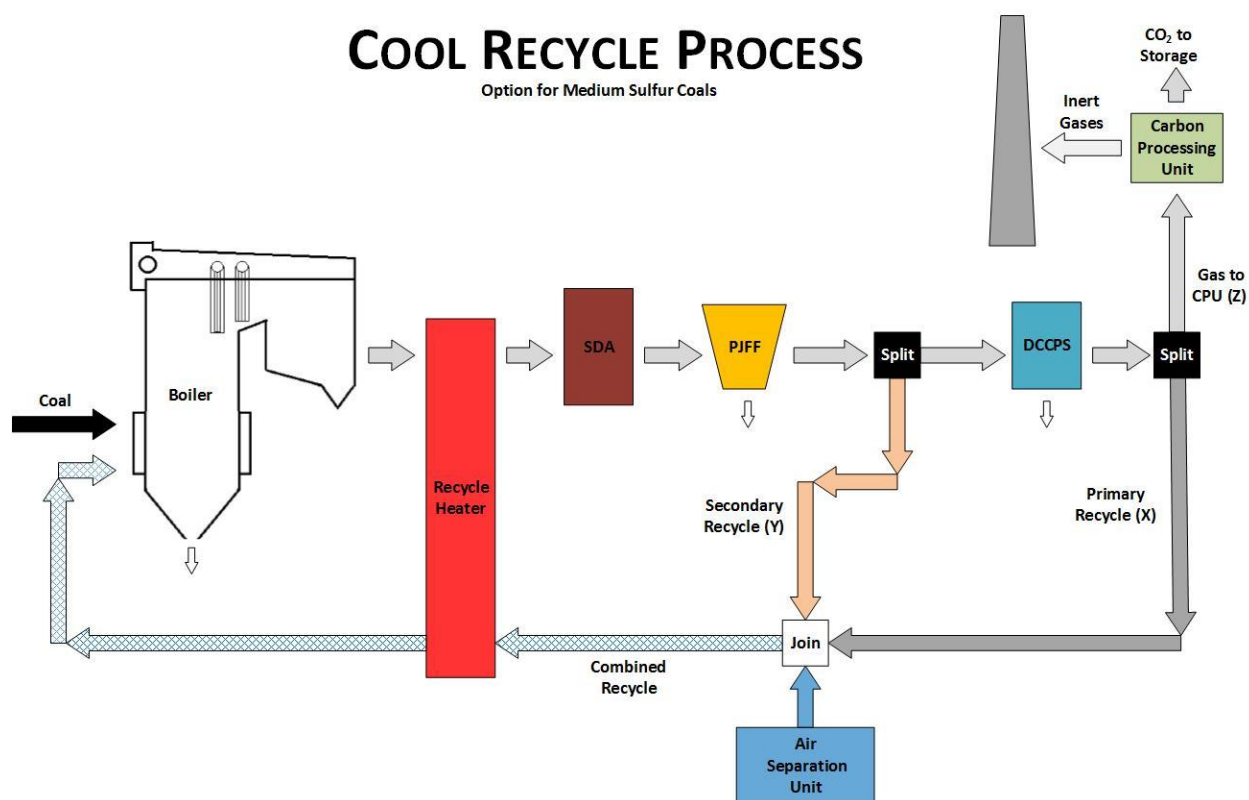 COOL RECYCLE PROCESS
Option for Medium Sulfur Coals
CO₂ to
Storage
Inert
Gases
Carbon
Processing
Unit
Gas to
CPU (Z)
SDA
PJFF
Split
DCCPS
Split
Boiler
Coal
Recycle
Heater
Secondary
Recycle (Y)
Primary
Recycle (X)
Join
Combined
Recycle
Air
Separation
Unit